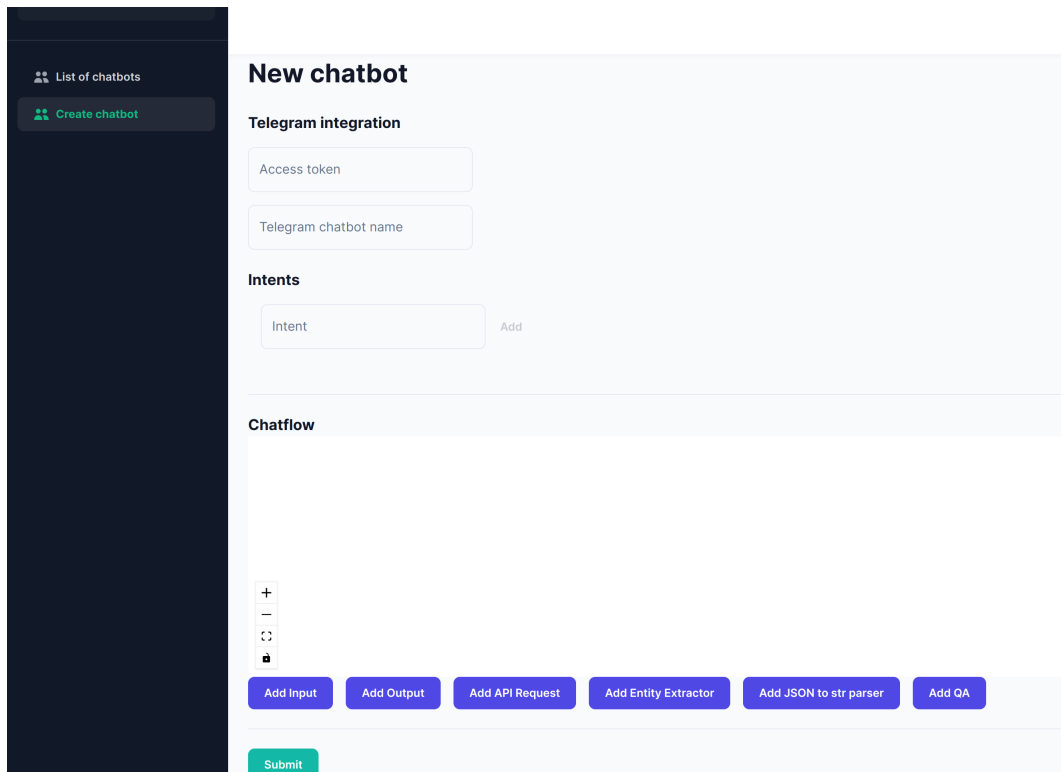 List of chatbots
Create chatbot
New chatbot
Telegram integration
Access token
Telegram chatbot name
Intents
Intent
Add
Chatflow
Add Input
Add Output
Add API Request
Add Entity Extractor
Add JSON to str parser
Add QA
Submit